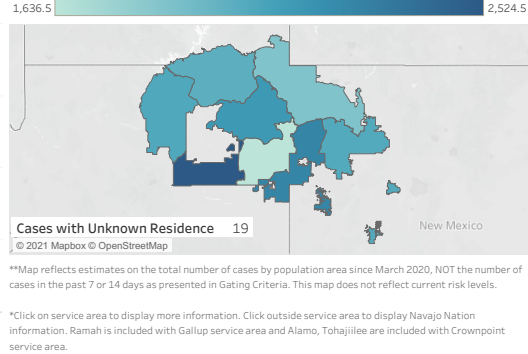 1,636.5 2,524.5
New Mexico
Cases with Unknown Residence 19
© 2021 Mapbox © OpenStreetMap
**Map reflects estimates on the total number of cases by population area since March 2020, NOT the number of
cases in the past 7 or 14 days as presented in Gating Criteria. This map does not reflect current risk levels.
*Click on service area to display more information. Click outside service area to display Navajo Nation
information. Ramah is included with Gallup service area and Alamo, Tohajiilee are included with Crownpoint
service area.